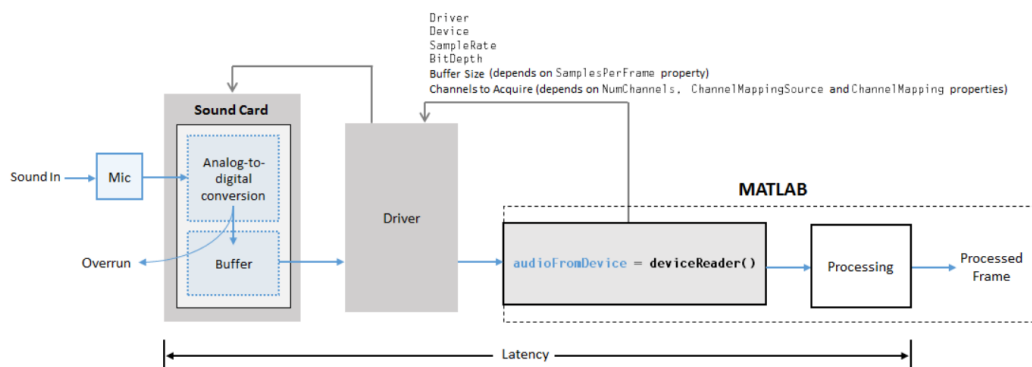 Driver
Device
SampleRate
BitDepth
Buffer Size (depends on SamplesPerFrame property)
Channels to Acquire (depends on NumChannels, ChannelMappingSource and ChannelMapping properties)
Sound Card
Sound In
Mic
Analog-to-
digital
conversion
Overrun
Buffer
Driver
MATLAB
audioFromDevice = deviceReader()
Processing
Processed
Frame
Latency